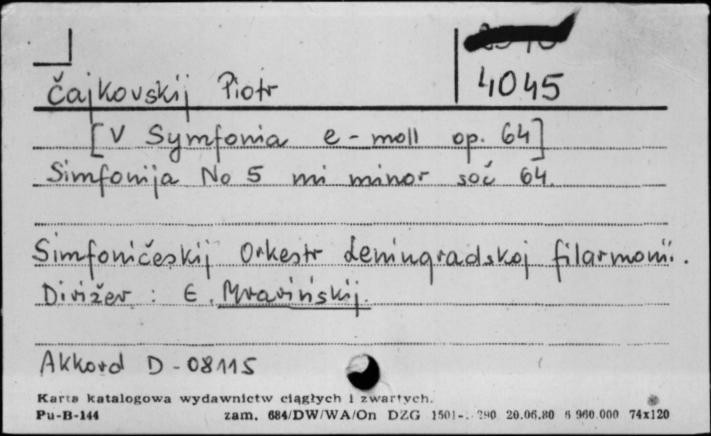 4045
Čajkovskij Piotr
[V Symfonia e-moll op. 64]
Simfonija No 5 mi minor soč 64.
Simfoničeskij Orkestr Leningradskoj filarmonii.
Dirižer : E. Mravinskij.
Akkord D-08115
Karta katalogowa wydawnictw ciągłych i zwartych.
Pu-B-144 zam. 684/DW/WA/On DZG 20.06.80 74x120